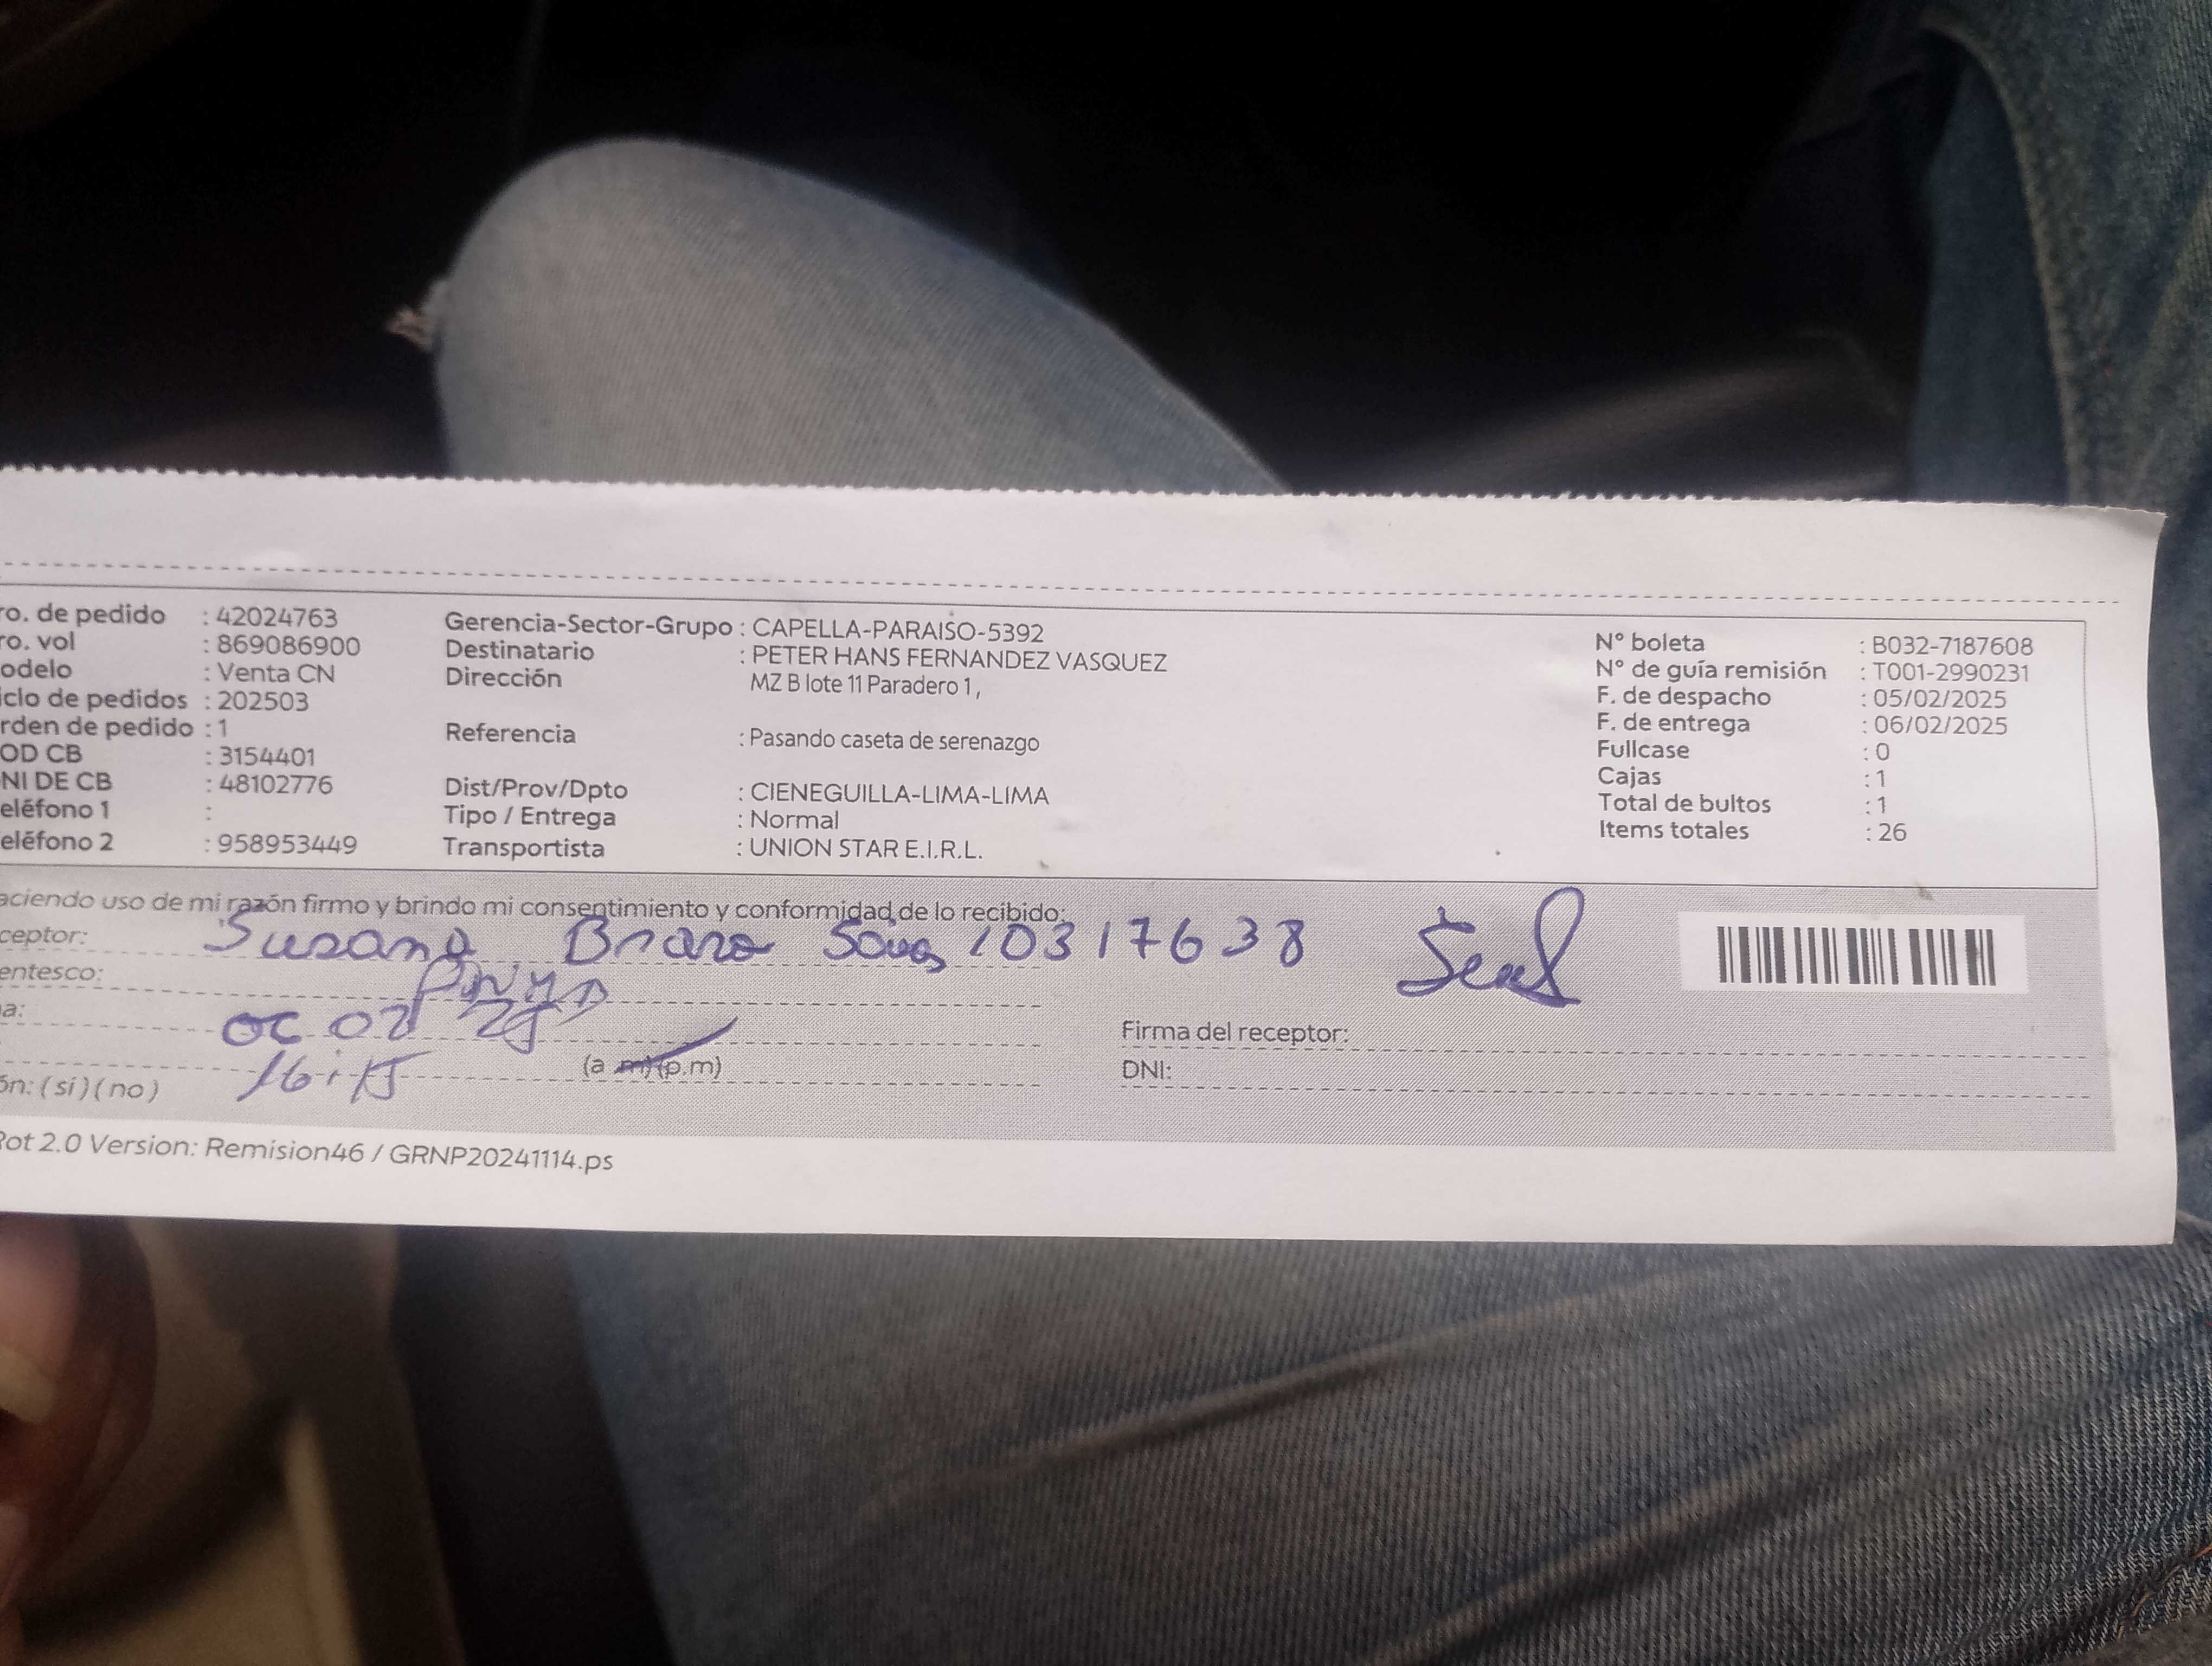 ro. de pedido : 42024763
ro. vol : 869086900
odelo : Venta CN
iclo de pedidos : 202503
rden de pedido : 1
OD CB : 3154401
NI DE CB : 48102776
eléfono 1 :
eléfono 2 : 958953449
Gerencia-Sector-Grupo : CAPELLA-PARAISO-5392
Destinatario : PETER HANS FERNANDEZ VASQUEZ
Dirección MZ B lote 11 Paradero 1,
Referencia : Pasando caseta de serenazgo
Dist/Prov/Dpto : CIENEGUILLA-LIMA-LIMA
Tipo / Entrega : Normal
Transportista : UNION STAR E.I.R.L.
N° boleta : B032-7187608
N° de guía remisión : T001-2990231
F. de despacho : 05/02/2025
F. de entrega : 06/02/2025
Fullcase : 0
Cajas : 1
Total de bultos : 1
Items totales : 26
aciendo uso de mi razón firmo y brindo mi consentimiento y conformidad de lo recibido:
ceptor: Susana 10317638
entesco:
a: 02 25
16:15 (a.m)(p.m)
ón: (si) (no)
Firma del receptor:
DNI:
Rot 2.0 Version: Remision46 / GRNP20241114.ps